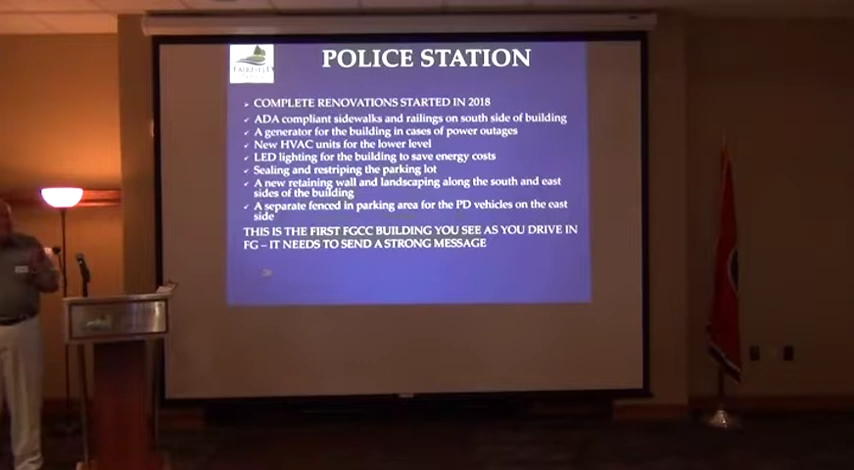 FAIRFIELD
POLICE STATION
COMPLETE RENOVATIONS STARTED IN 2018
ADA compliant sidewalks and railings on south side of building
A generator for the building in cases of power outages
New HVAC units for the lower level
LED lighting for the building to save energy costs
Sealing and restriping the parking lot
A new retaining wall and landscaping along the south and east
sides of the building
A separate fenced in parking area for the PD vehicles on the east
side
THIS IS THE FIRST FGCC BUILDING YOU SEE AS YOU DRIVE IN
FG – IT NEEDS TO SEND A STRONG MESSAGE